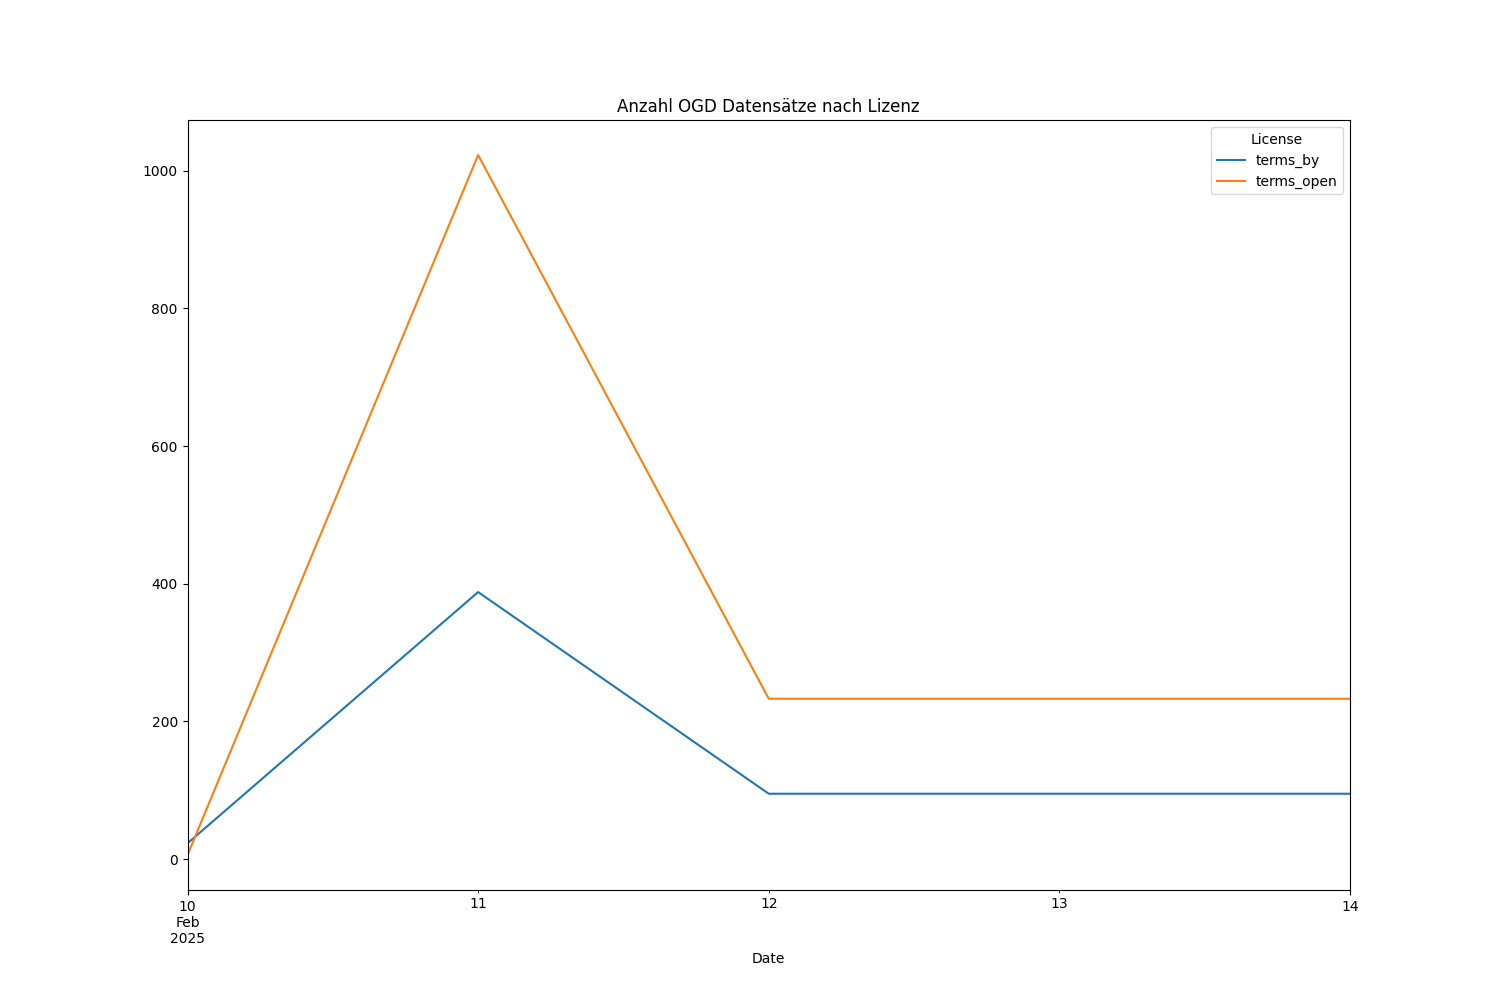 Anzahl OGD Datensätze nach Lizenz
License
terms_by
terms_open
1000
800
600
400
200
0
10
Feb
2025
11
12
13
14
Date